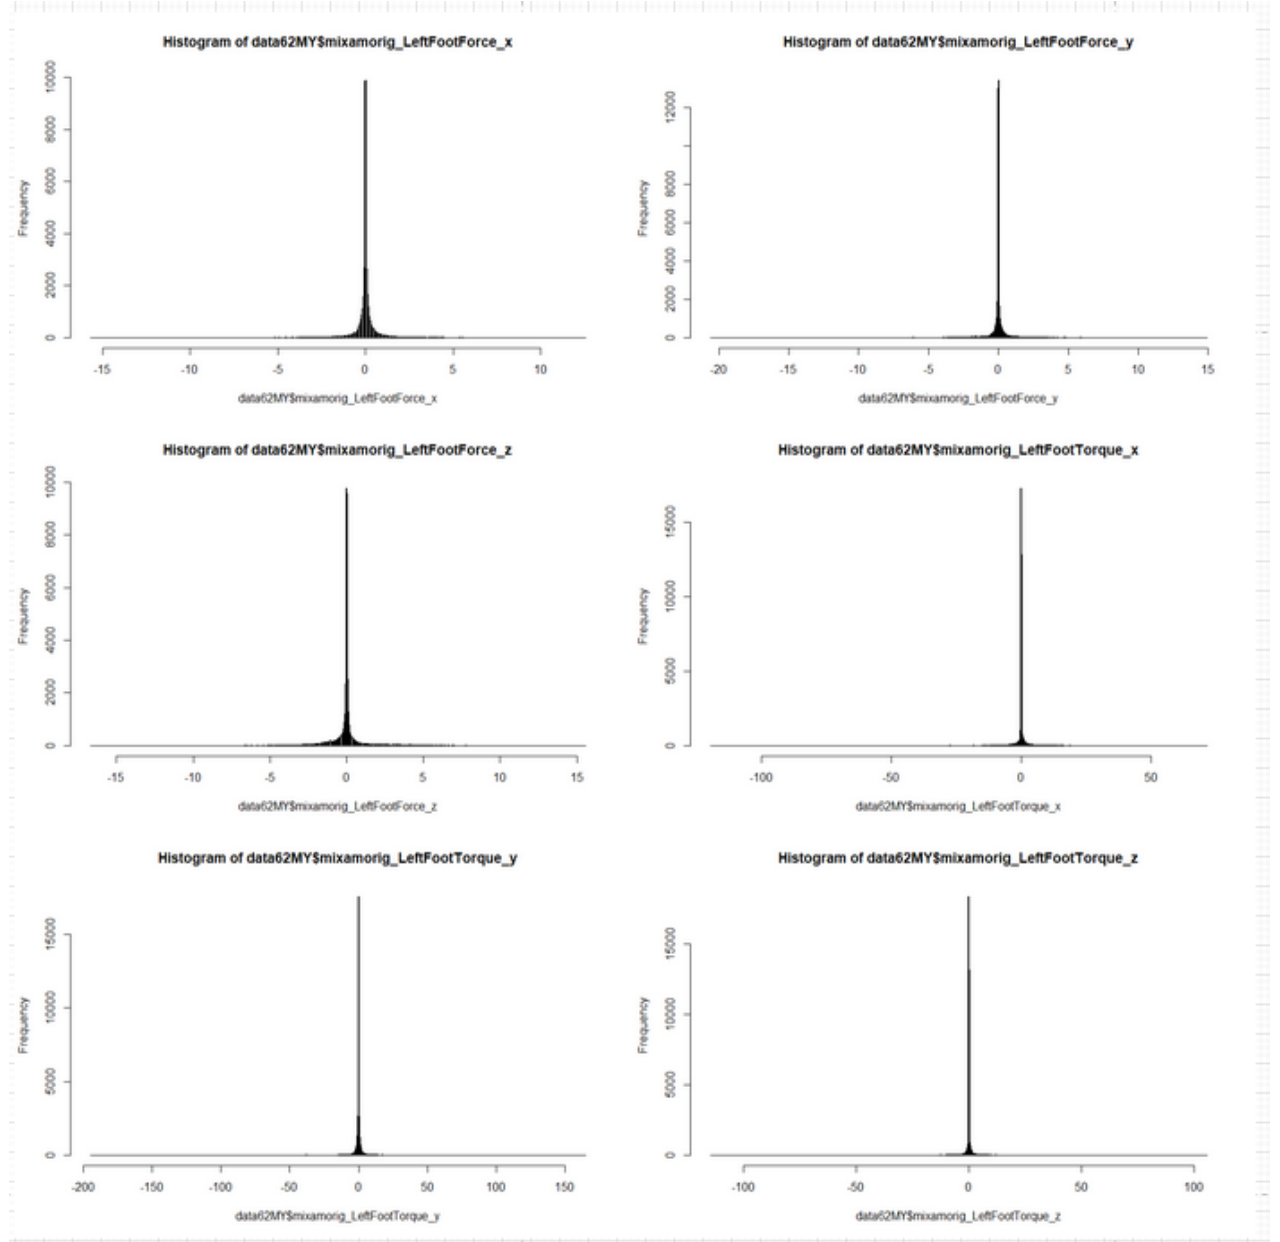 Histogram of data62MY$mixamorig_LeftFootForce_x
Frequency
10000
8000
6000
4000
2000
0
-15 -10 -5 0 5 10
data62MY$mixamorig_LeftFootForce_x
Histogram of data62MY$mixamorig_LeftFootForce_y
Frequency
12000
8000
6000
4000
2000
0
-20 -15 -10 -5 0 5 10 15
data62MY$mixamorig_LeftFootForce_y
Histogram of data62MY$mixamorig_LeftFootForce_z
Frequency
10000
8000
6000
4000
2000
0
-15 -10 -5 0 5 10 15
data62MY$mixamorig_LeftFootForce_z
Histogram of data62MY$mixamorig_LeftFootTorque_x
Frequency
15000
10000
5000
0
-100 -50 0 50
data62MY$mixamorig_LeftFootTorque_x
Histogram of data62MY$mixamorig_LeftFootTorque_y
Frequency
15000
10000
5000
0
-200 -150 -100 -50 0 50 100 150
data62MY$mixamorig_LeftFootTorque_y
Histogram of data62MY$mixamorig_LeftFootTorque_z
Frequency
15000
10000
5000
0
-100 -50 0 50 100
data62MY$mixamorig_LeftFootTorque_z